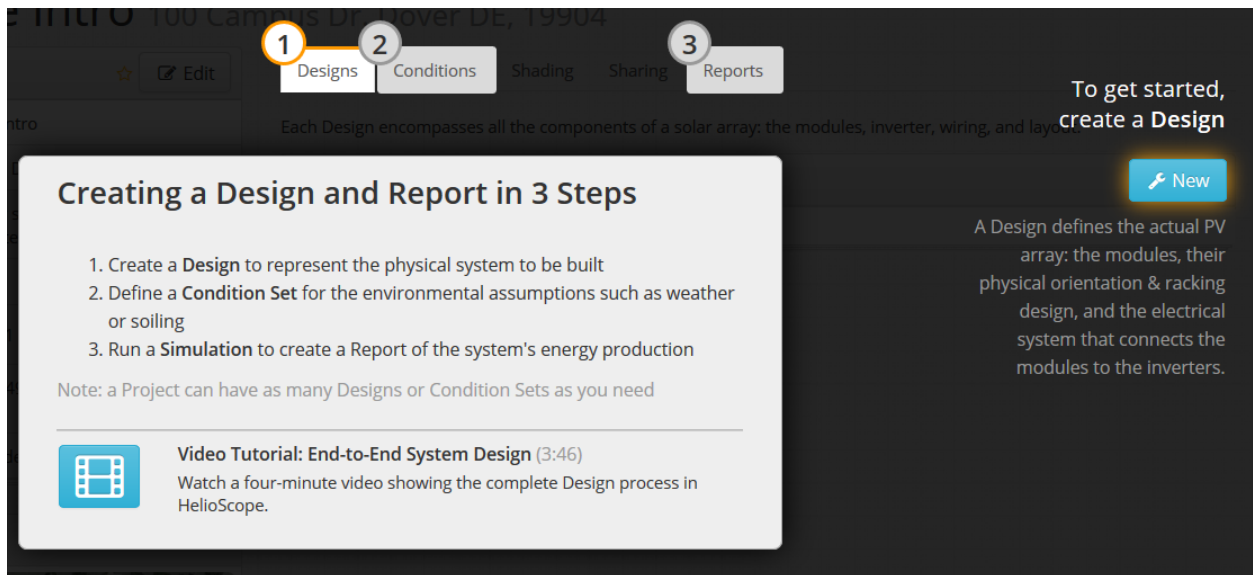 Intro 100 Campus Dr, Dover DE, 19904
1
2
3
Edit
Designs
Conditions
Shading
Sharing
Reports
To get started,
create a Design
Each Design encompasses all the components of a solar array: the modules, inverter, wiring, and layout.
New
Creating a Design and Report in 3 Steps
1. Create a Design to represent the physical system to be built
2. Define a Condition Set for the environmental assumptions such as weather
or soiling
3. Run a Simulation to create a Report of the system's energy production
Note: a Project can have as many Designs or Condition Sets as you need
Video Tutorial: End-to-End System Design (3:46)
Watch a four-minute video showing the complete Design process in
HelioScope.
A Design defines the actual PV
array: the modules, their
physical orientation & racking
design, and the electrical
system that connects the
modules to the inverters.